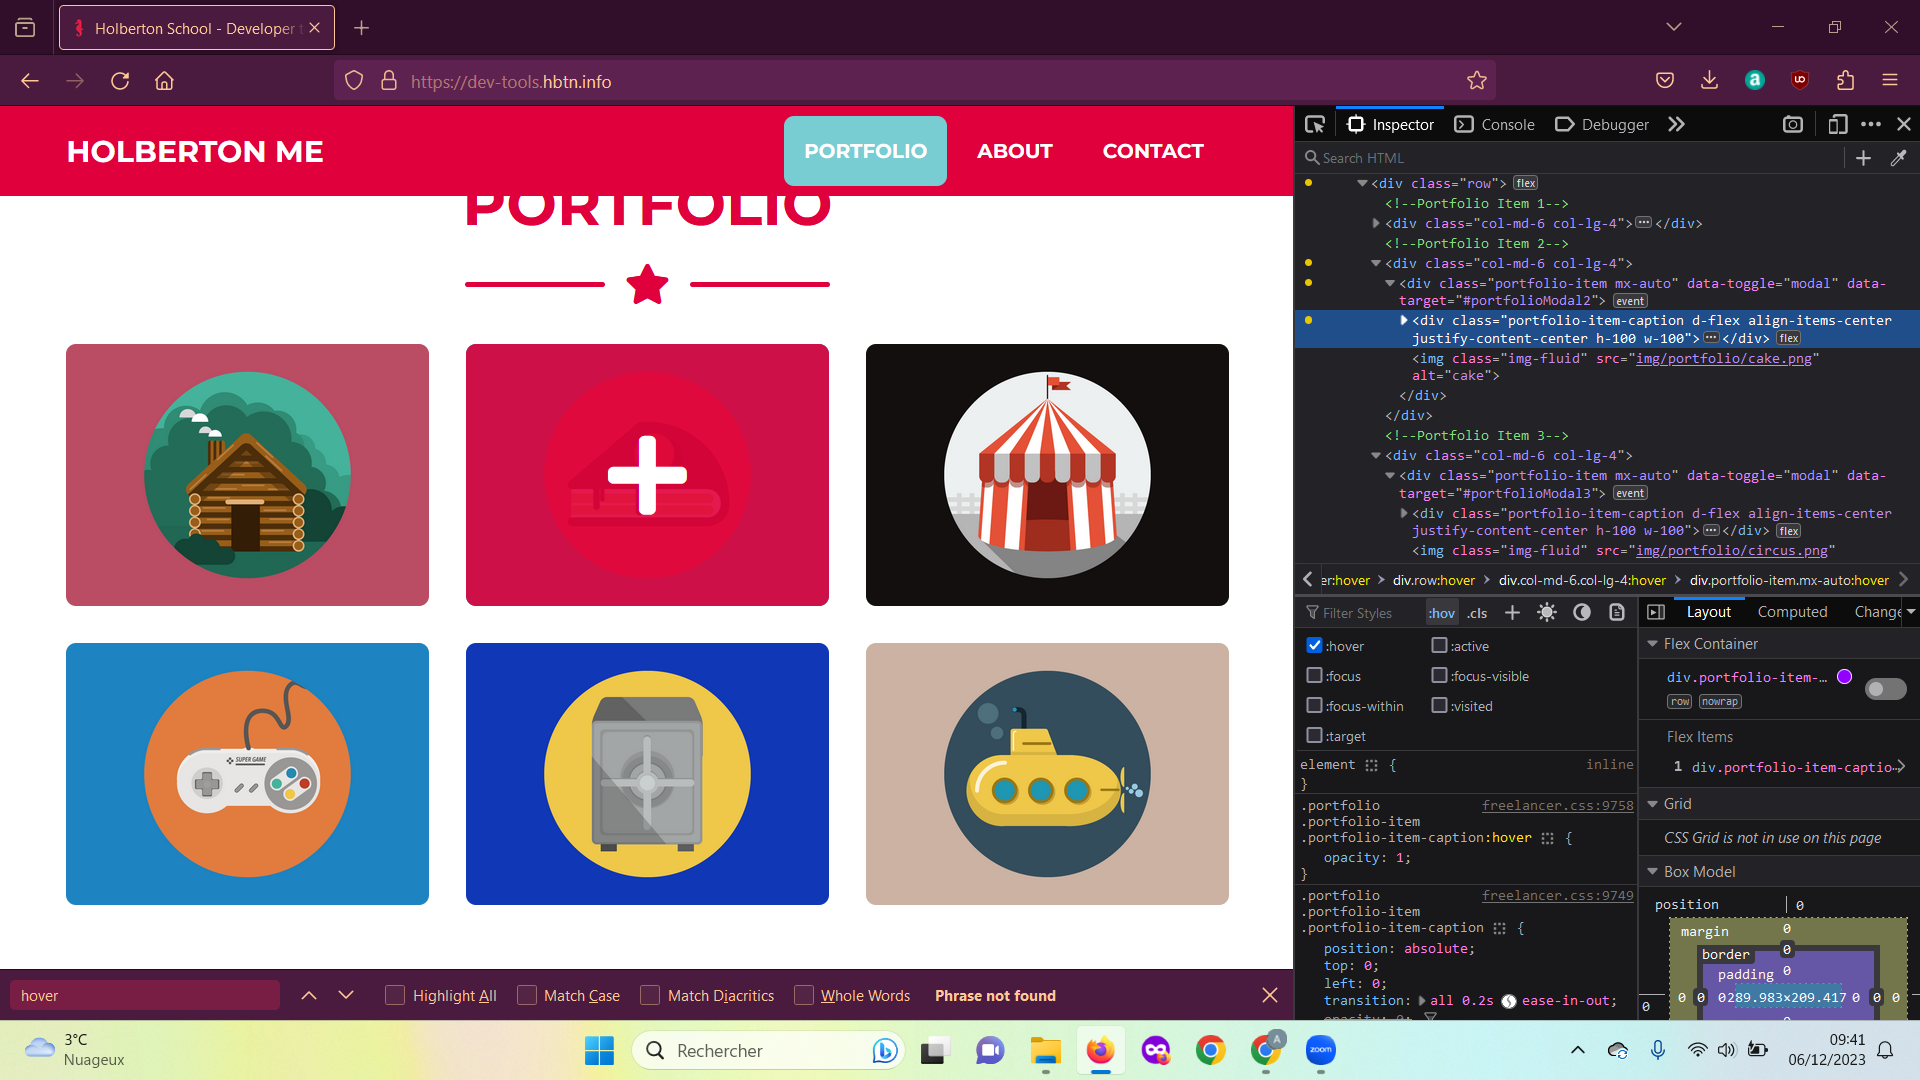 Holberton School - Developer t
https://dev-tools.hbtn.info
HOLBERTON ME
PORTFOLIO
ABOUT
CONTACT
PORTFOLIO
SUPER GAME
Inspector
Console
Debugger
Search HTML
<div class="row"> flex
<!--Portfolio Item 1-->
<div class="col-md-6 col-lg-4"> ⋯ </div>
<!--Portfolio Item 2-->
<div class="col-md-6 col-lg-4">
<div class="portfolio-item mx-auto" data-toggle="modal" data-
target="#portfolioModal2"> event
<div class="portfolio-item-caption d-flex align-items-center
justify-content-center h-100 w-100"> ⋯ </div> flex
<img class="img-fluid" src="img/portfolio/cake.png"
alt="cake">
</div>
</div>
<!--Portfolio Item 3-->
<div class="col-md-6 col-lg-4">
<div class="portfolio-item mx-auto" data-toggle="modal" data-
target="#portfolioModal3"> event
<div class="portfolio-item-caption d-flex align-items-center
justify-content-center h-100 w-100"> ⋯ </div> flex
<img class="img-fluid" src="img/portfolio/circus.png"
er:hover > div.row:hover > div.col-md-6.col-lg-4:hover > div.portfolio-item.mx-auto:hover
Filter Styles :hov .cls
:hover :active
:focus :focus-visible
:focus-within :visited
:target
element { inline
}
.portfolio freelancer.css:9758
.portfolio-item
.portfolio-item-caption:hover {
opacity: 1;
}
.portfolio freelancer.css:9749
.portfolio-item
.portfolio-item-caption {
position: absolute;
top: 0;
left: 0;
transition: all 0.2s ease-in-out;
opacity: 0;
Layout Computed Change
Flex Container
div.portfolio-item-…
row nowrap
Flex Items
1 div.portfolio-item-captio…
Grid
CSS Grid is not in use on this page
Box Model
position 0
margin 0
border 0
padding 0
0 0 0 0 289.983×209.417 0 0 0
hover
Highlight All
Match Case
Match Diacritics
Whole Words
Phrase not found
3°C
Nuageux
Rechercher
A
zoom
09:41
06/12/2023